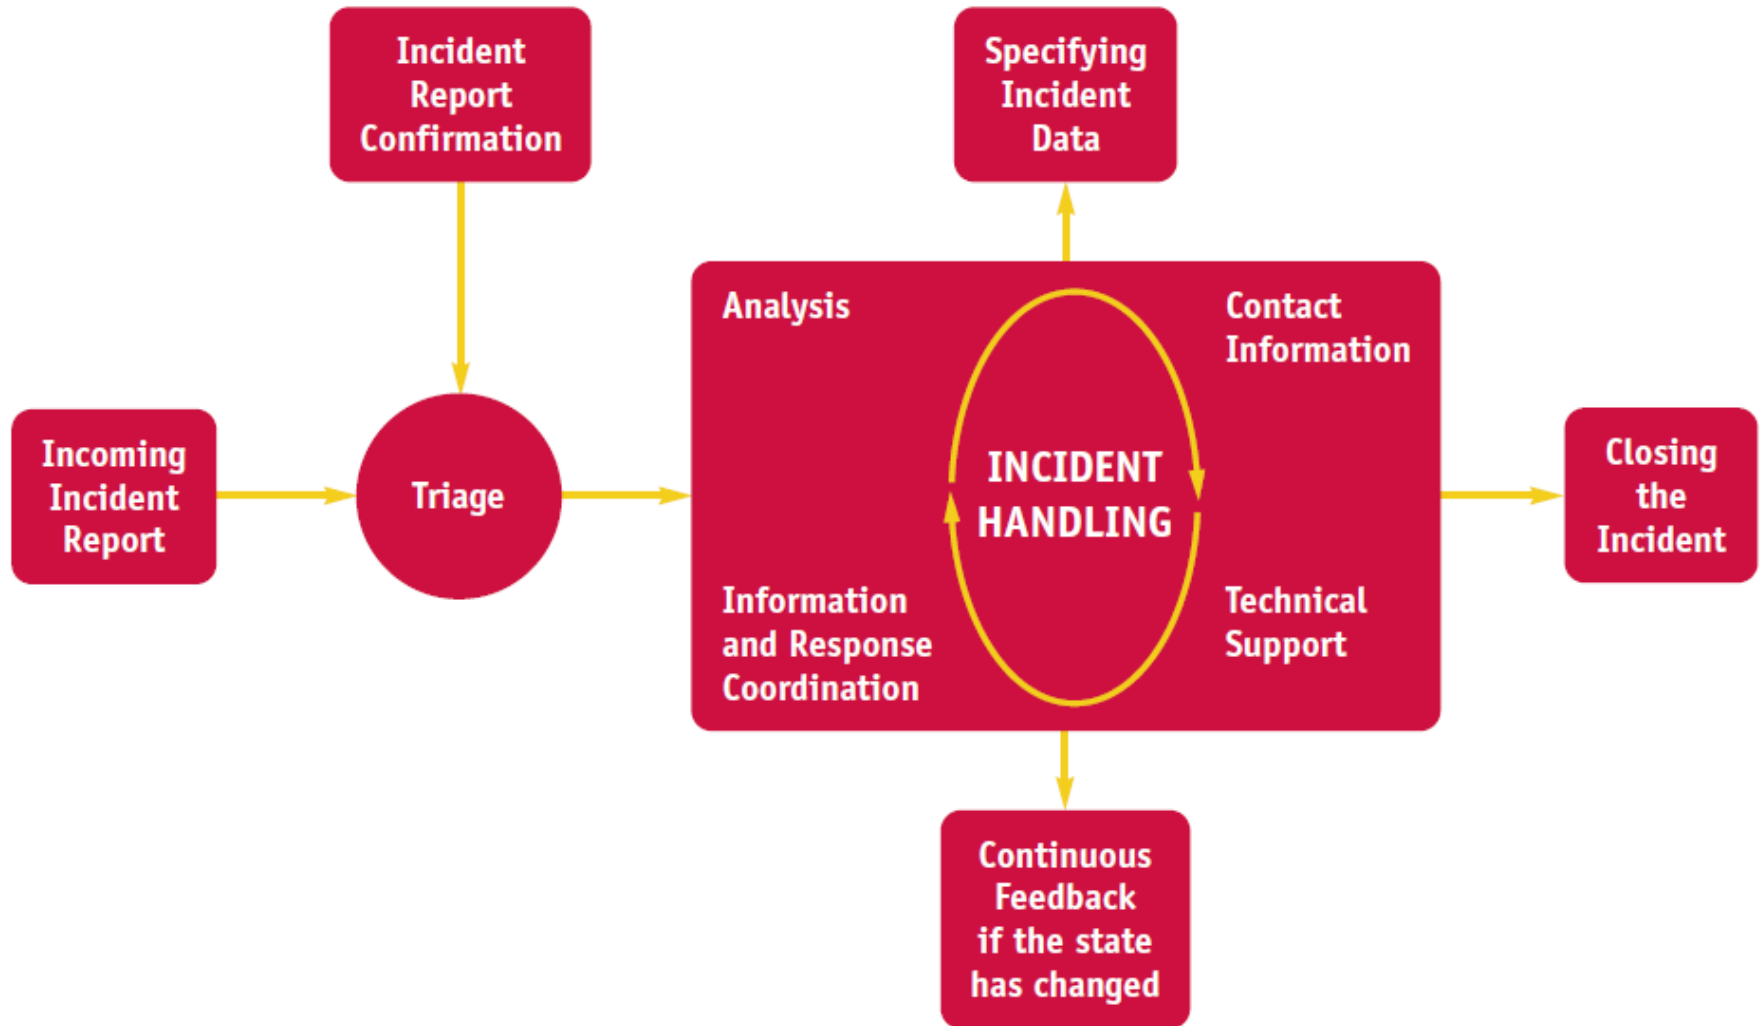 Incident
Report
Confirmation
Specifying
Incident
Data
Incoming
Incident
Report
Triage
Analysis
Contact
Information
INCIDENT
HANDLING
Information
and Response
Coordination
Technical
Support
Closing
the
Incident
Continuous
Feedback
if the state
has changed